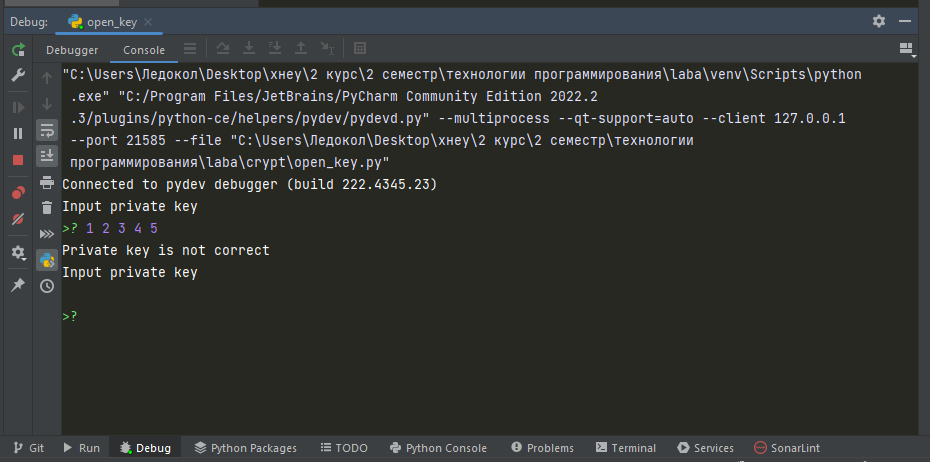 Debug: open_key
Debugger Console
"C:\Users\Ледокол\Desktop\хнеу\2 курс\2 семестр\технологии программирования\laba\venv\Scripts\python
.exe" "C:/Program Files/JetBrains/PyCharm Community Edition 2022.2
.3/plugins/python-ce/helpers/pydev/pydevd.py" --multiprocess --qt-support=auto --client 127.0.0.1
--port 21585 --file "C:\Users\Ледокол\Desktop\хнеу\2 курс\2 семестр\технологии
программирования\laba\crypt\open_key.py"
Connected to pydev debugger (build 222.4345.23)
Input private key
>? 1 2 3 4 5
Private key is not correct
Input private key
>?
Git Run Debug Python Packages TODO Python Console Problems Terminal Services SonarLint